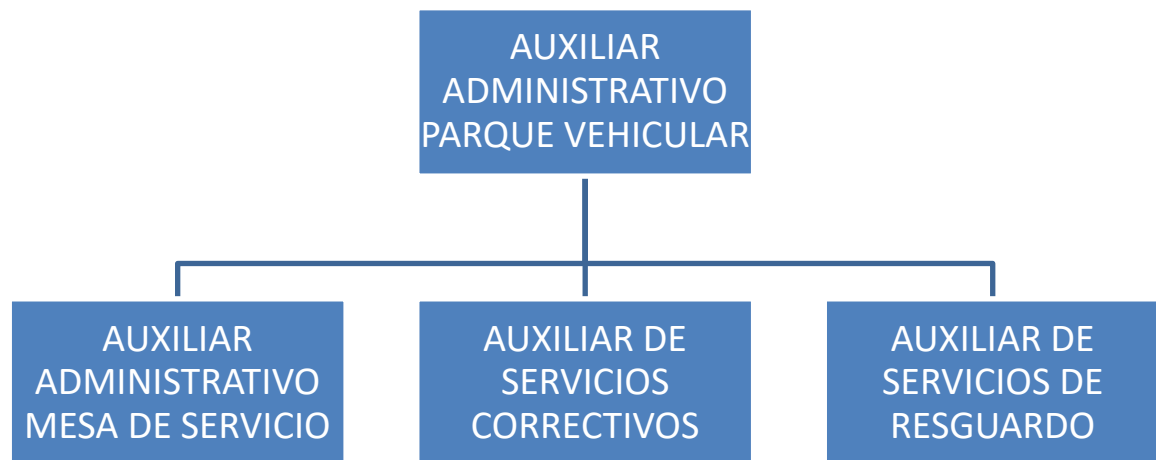 AUXILIAR
ADMINISTRATIVO
PARQUE VEHICULAR
AUXILIAR
ADMINISTRATIVO
MESA DE SERVICIO
AUXILIAR DE
SERVICIOS
CORRECTIVOS
AUXILIAR DE
SERVICIOS DE
RESGUARDO